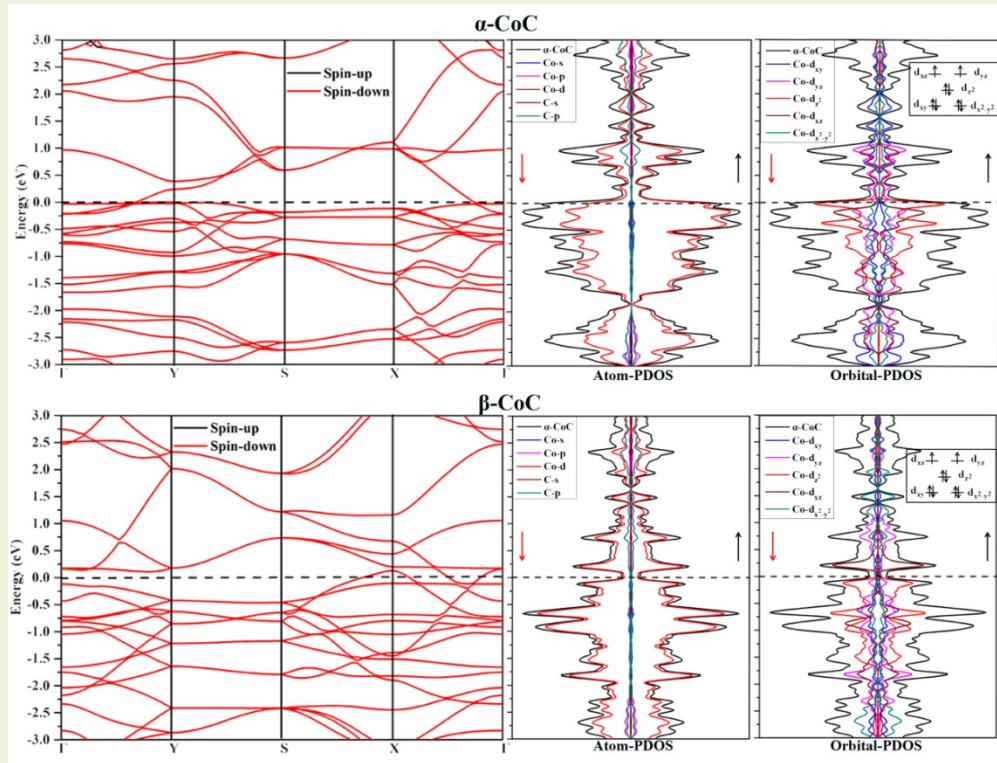 α-CoC
Energy (eV)
3.0
2.5
2.0
1.5
1.0
0.5
0.0
-0.5
-1.0
-1.5
-2.0
-2.5
-3.0
Spin-up
Spin-down
Γ Y S X Γ
α-CoC
Co-s
Co-p
Co-d
C-s
C-p
Atom-PDOS
α-CoC
Co-dxy
Co-dyz
Co-dz2
Co-dxz
Co-dx2-y2
dxz dyz
dz2
dxy dx2-y2
Orbital-PDOS
β-CoC
Energy (eV)
3.0
2.5
2.0
1.5
1.0
0.5
0.0
-0.5
-1.0
-1.5
-2.0
-2.5
-3.0
Spin-up
Spin-down
Γ Y S X Γ
α-CoC
Co-s
Co-p
Co-d
C-s
C-p
Atom-PDOS
α-CoC
Co-dxy
Co-dyz
Co-dz2
Co-dxz
Co-dx2-y2
dxz dyz
dz2
dxy dx2-y2
Orbital-PDOS